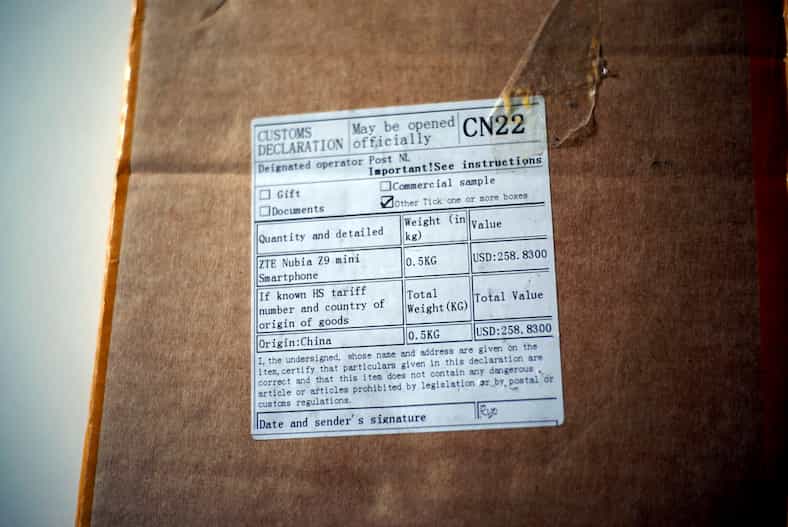 CUSTOMS DECLARATION
May be opened officially
CN22
Designated operator Post NL
Important!See instructions
Gift
Commercial sample
Documents
Other Tick one or more boxes
Quantity and detailed
Weight (in kg)
Value
ZTE Nubia Z9 mini Smartphone
0.5KG
USD:258.8300
If known HS tariff number and country of origin of goods
Total Weight(KG)
Total Value
Origin:China
0.5KG
USD:258.8300
I, the undersigned, whose name and address are given on the
item,certify that particulars given in this declaration are
correct and that this item does not contain any dangerous
article or articles prohibited by legislation or by postal or
customs regulations.
Date and sender's signature